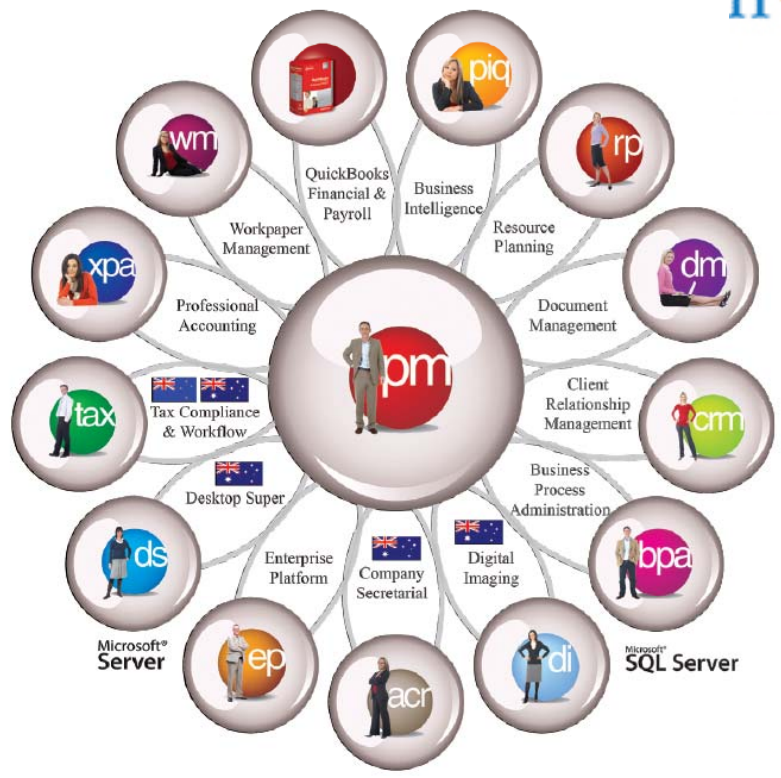 piq
wm
rp
QuickBooks
Financial &
Payroll
Business
Intelligence
Workpaper
Management
Resource
Planning
xpa
dm
Professional
Accounting
Document
Management
pm
tax
Tax Compliance
& Workflow
Client
Relationship
Management
crm
Desktop Super
Business
Process
Administration
ds
Enterprise
Platform
Company
Secretarial
Digital
Imaging
bpa
Microsoft®
Server
ep
acr
di
Microsoft®
SQL Server